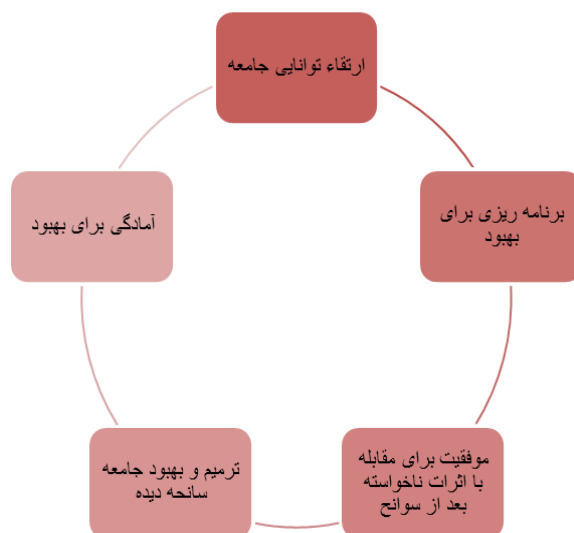 ارتقاء توانایی جامعه
برنامه ریزی برای
بهبود
موفقیت برای مقابله
با اثرات ناخواسته
بعد از سوانح
ترمیم و بهبود جامعه
سانحه دیده
آمادگی برای بهبود